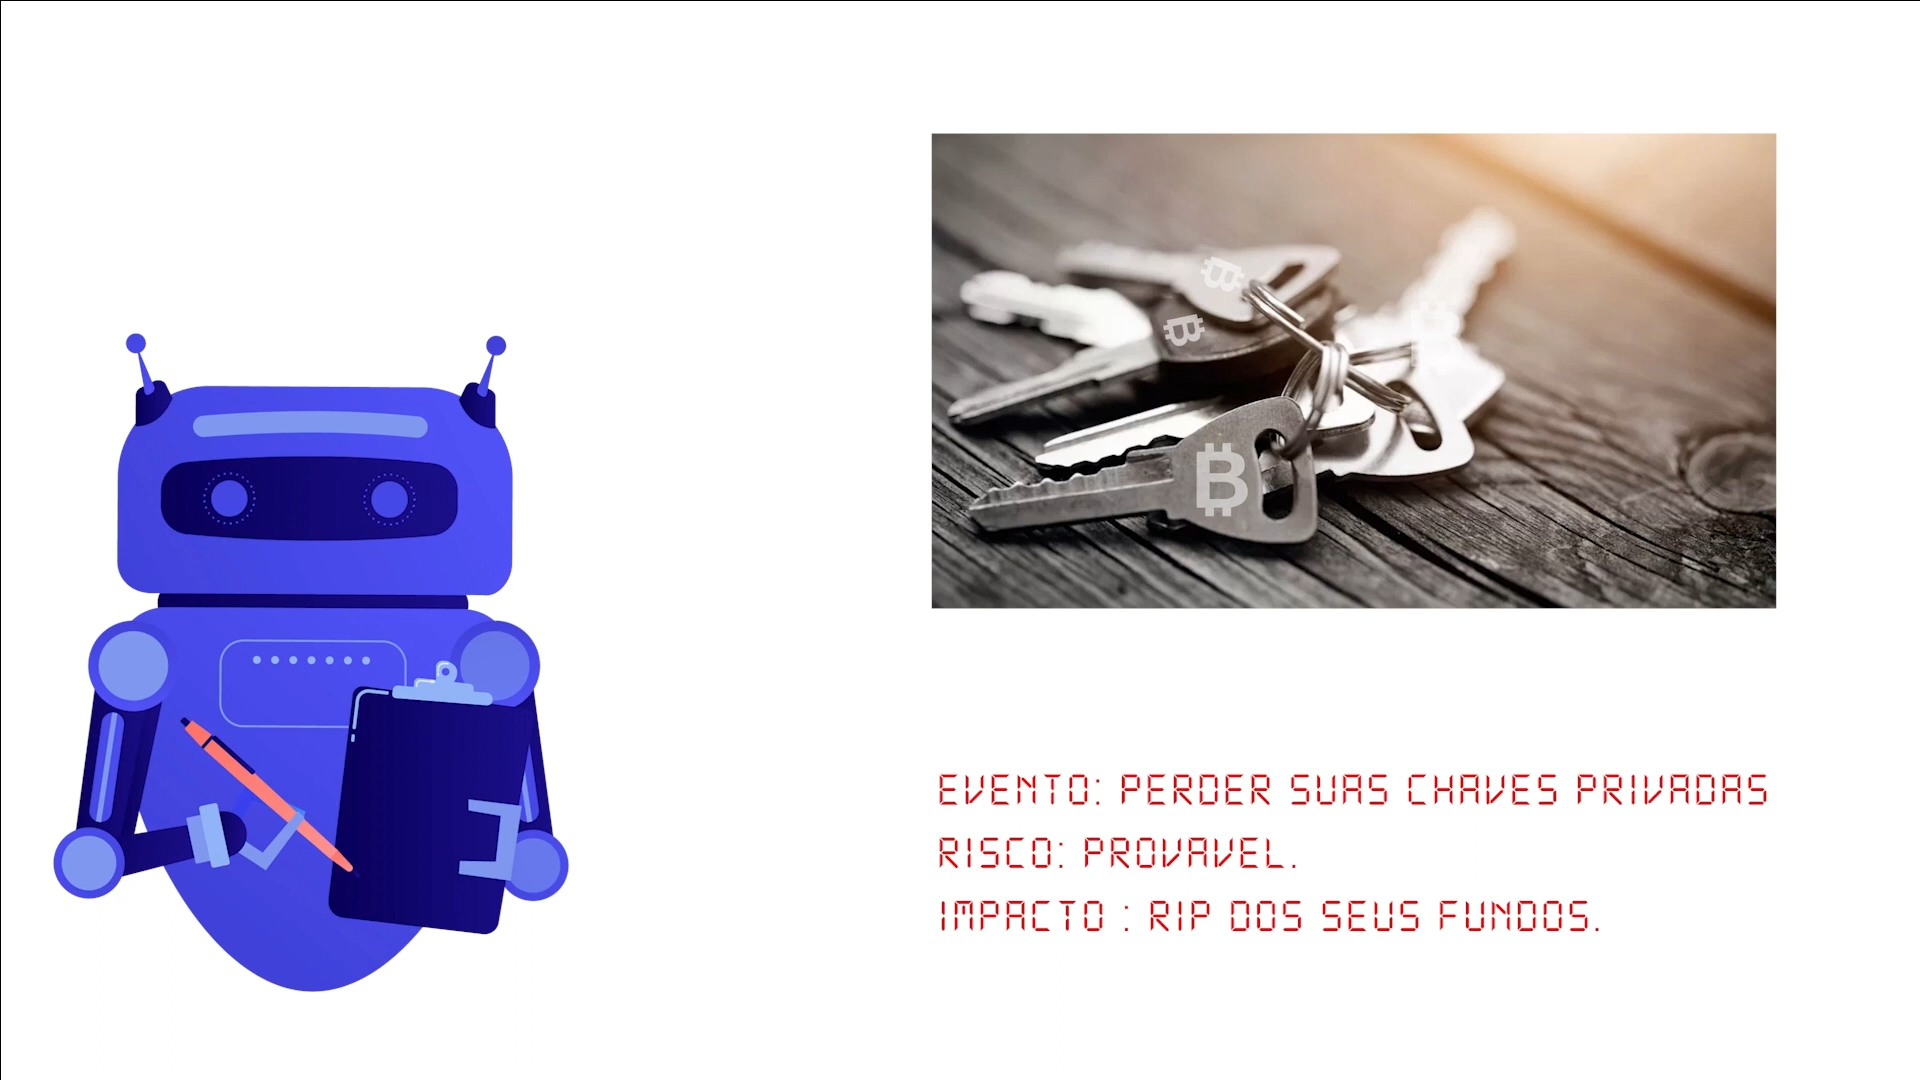 EVENTO: PERDER SUAS CHAVES PRIVADAS
RISCO: PROVAVEL.
IMPACTO : RIP DOS SEUS FUNDOS.